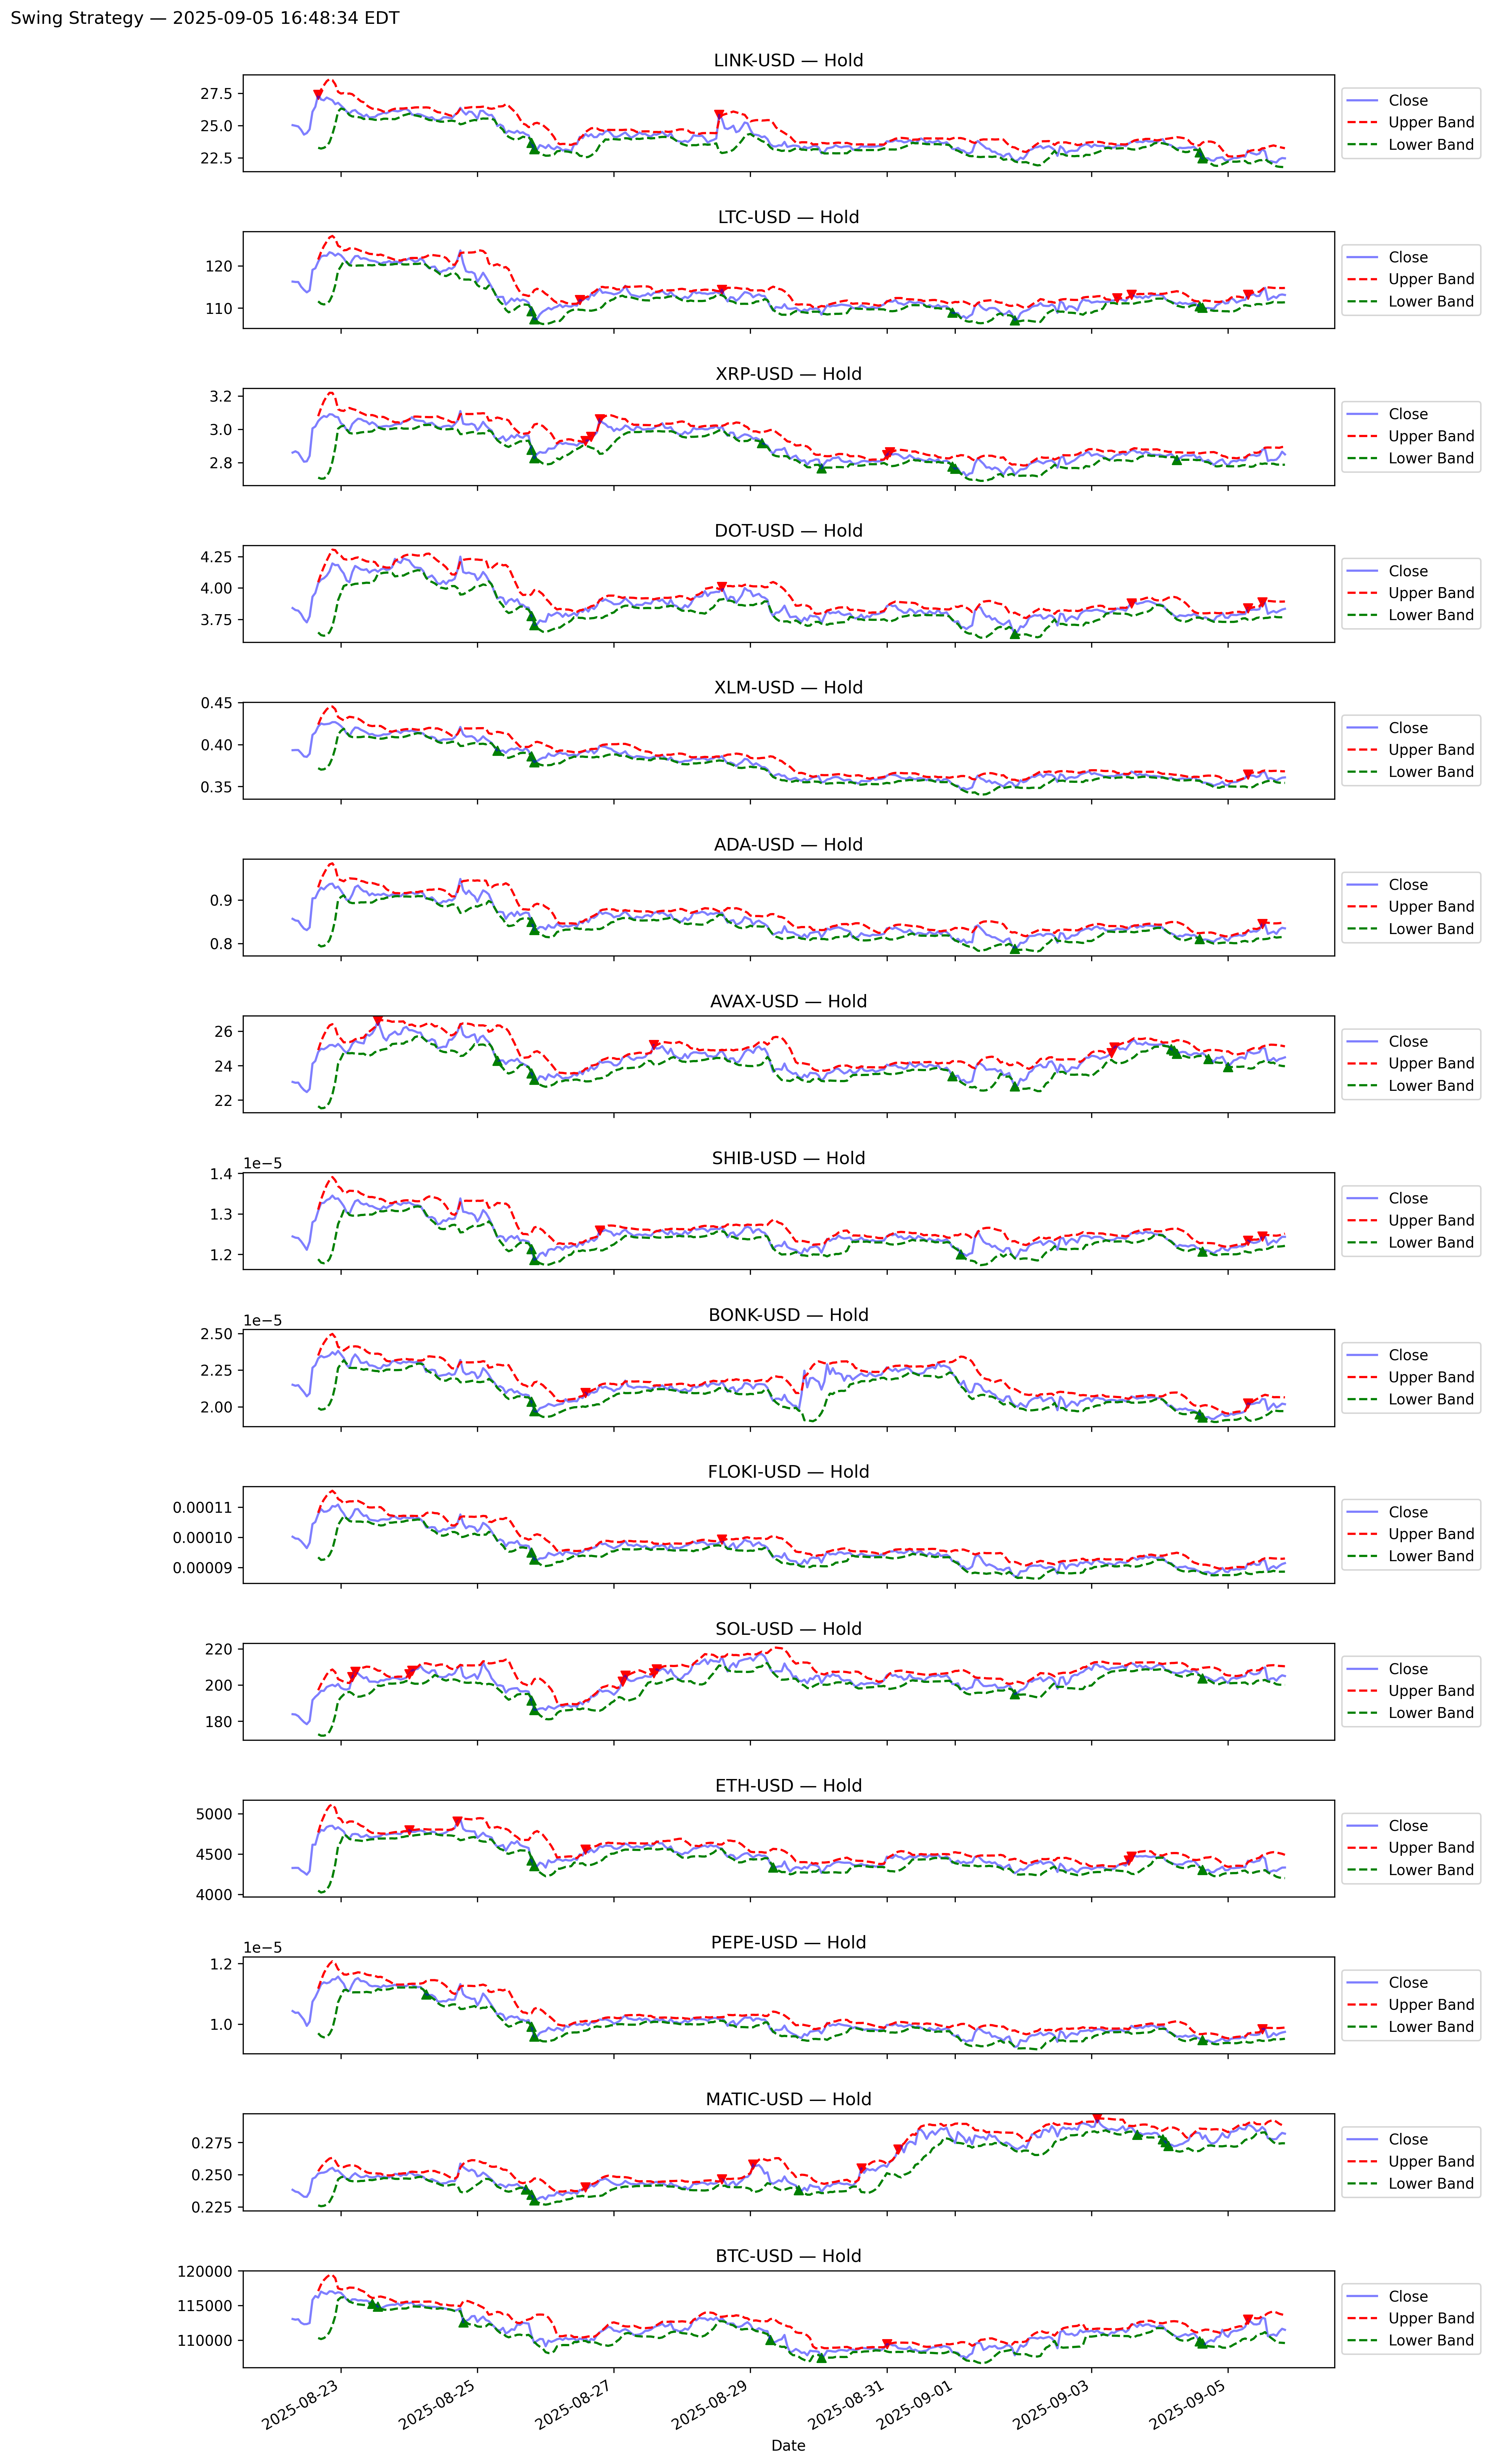 Swing Strategy — 2025-09-05 16:48:34 EDT
LINK-USD — Hold
27.5
25.0
22.5
Close
Upper Band
Lower Band
LTC-USD — Hold
120
110
Close
Upper Band
Lower Band
XRP-USD — Hold
3.2
3.0
2.8
Close
Upper Band
Lower Band
DOT-USD — Hold
4.25
4.00
3.75
Close
Upper Band
Lower Band
XLM-USD — Hold
0.45
0.40
0.35
Close
Upper Band
Lower Band
ADA-USD — Hold
0.9
0.8
Close
Upper Band
Lower Band
AVAX-USD — Hold
26
24
22
Close
Upper Band
Lower Band
SHIB-USD — Hold
1e−5
1.4
1.3
1.2
Close
Upper Band
Lower Band
BONK-USD — Hold
1e−5
2.50
2.25
2.00
Close
Upper Band
Lower Band
FLOKI-USD — Hold
0.00011
0.00010
0.00009
Close
Upper Band
Lower Band
SOL-USD — Hold
220
200
180
Close
Upper Band
Lower Band
ETH-USD — Hold
5000
4500
4000
Close
Upper Band
Lower Band
PEPE-USD — Hold
1e−5
1.2
1.0
Close
Upper Band
Lower Band
MATIC-USD — Hold
0.275
0.250
0.225
Close
Upper Band
Lower Band
BTC-USD — Hold
120000
115000
110000
Close
Upper Band
Lower Band
2025-08-23
2025-08-25
2025-08-27
2025-08-29
2025-08-31
2025-09-01
2025-09-03
2025-09-05
Date